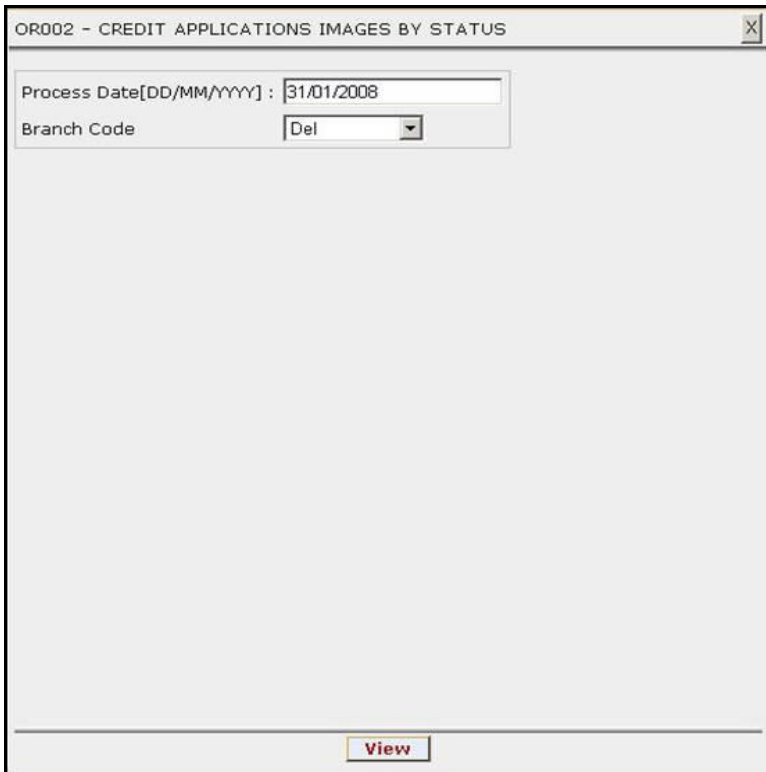 OR002 - CREDIT APPLICATIONS IMAGES BY STATUS X
Process Date[DD/MM/YYYY] : 31/01/2008
Branch Code Del
View